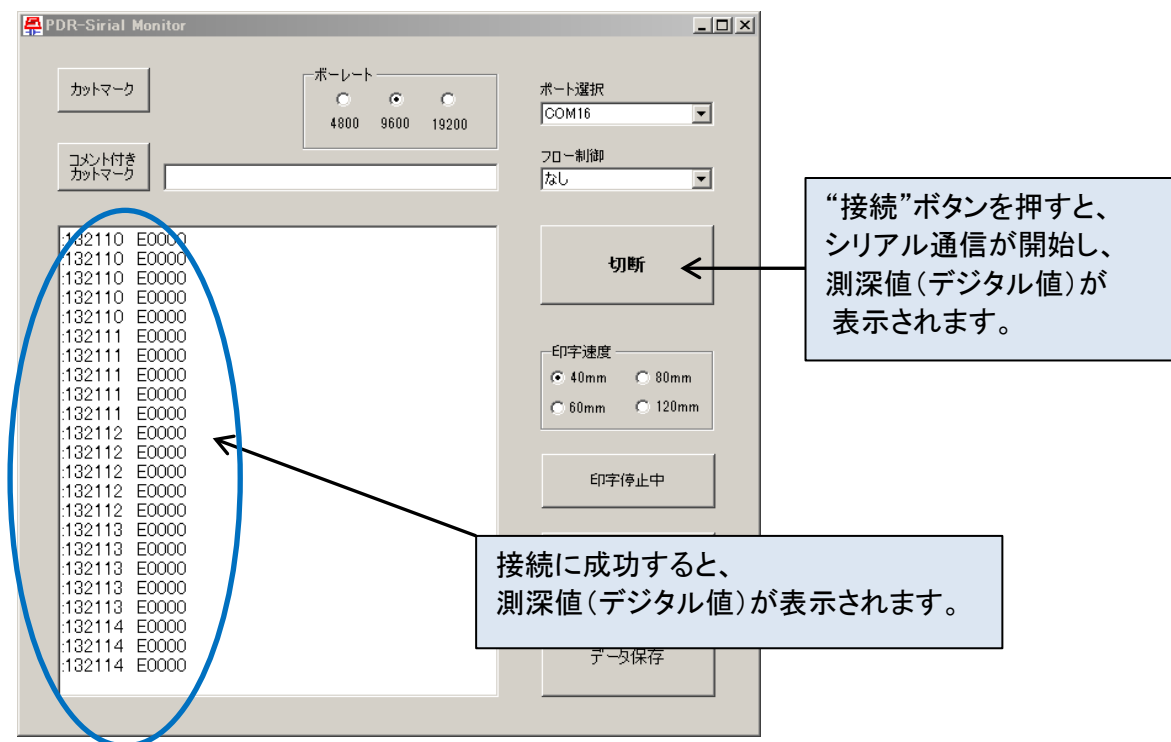 PDR-Sirial Monitor
カットマーク
ボーレート
4800 9600 19200
ポート選択
COM16
コメント付き
カットマーク
フロー制御
なし
“接続”ボタンを押すと、
シリアル通信が開始し、
測深値(デジタル値)が
表示されます。
切断
:132110 E0000
:132110 E0000
:132110 E0000
:132110 E0000
:132110 E0000
:132111 E0000
:132111 E0000
:132111 E0000
:132111 E0000
:132111 E0000
:132112 E0000
:132112 E0000
:132112 E0000
:132112 E0000
:132112 E0000
:132113 E0000
:132113 E0000
:132113 E0000
:132113 E0000
:132113 E0000
:132114 E0000
:132114 E0000
:132114 E0000
印字速度
40mm 80mm
60mm 120mm
印字停止中
接続に成功すると、
測深値(デジタル値)が表示されます。
データ保存